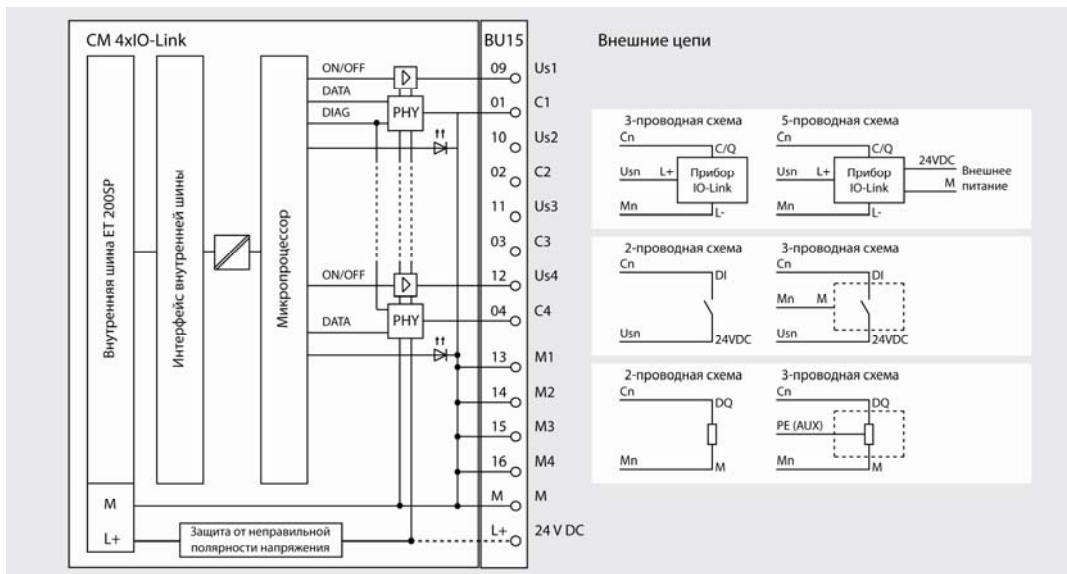 CM 4xIO-Link
BU15
Внешние цепи
Внутренняя шина ET 200SP
Интерфейс внутренней шины
Микропроцессор
ON/OFF
09
Us1
DATA
01
C1
DIAG
PHY
10
Us2
02
C2
11
Us3
03
C3
ON/OFF
12
Us4
04
C4
DATA
PHY
13
M1
14
M2
15
M3
16
M4
M
M
M
L+
Защита от неправильной
полярности напряжения
L+
24 V DC
3-проводная схема
Cn
C/Q
Usn
L+
Прибор
IO-Link
Mn
L-
5-проводная схема
Cn
C/Q
Usn
L+
Прибор
IO-Link
24VDC
M
Внешнее
питание
Mn
L-
2-проводная схема
Cn
DI
Usn
24VDC
3-проводная схема
Cn
DI
Mn
M
Usn
24VDC
2-проводная схема
Cn
DQ
Mn
M
3-проводная схема
Cn
DQ
PE (AUX)
Mn
M